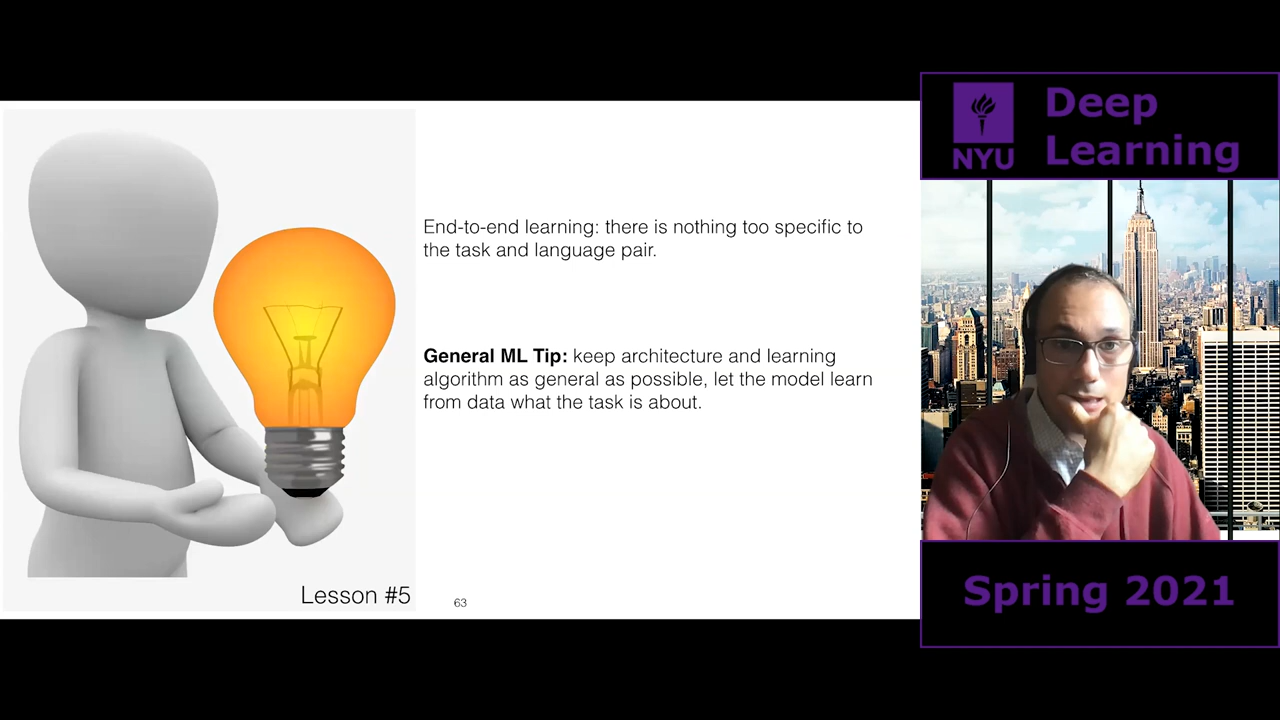 End-to-end learning: there is nothing too specific to
the task and language pair.
General ML Tip: keep architecture and learning
algorithm as general as possible, let the model learn
from data what the task is about.
Lesson #5
63
NYU
Deep
Learning
Spring 2021